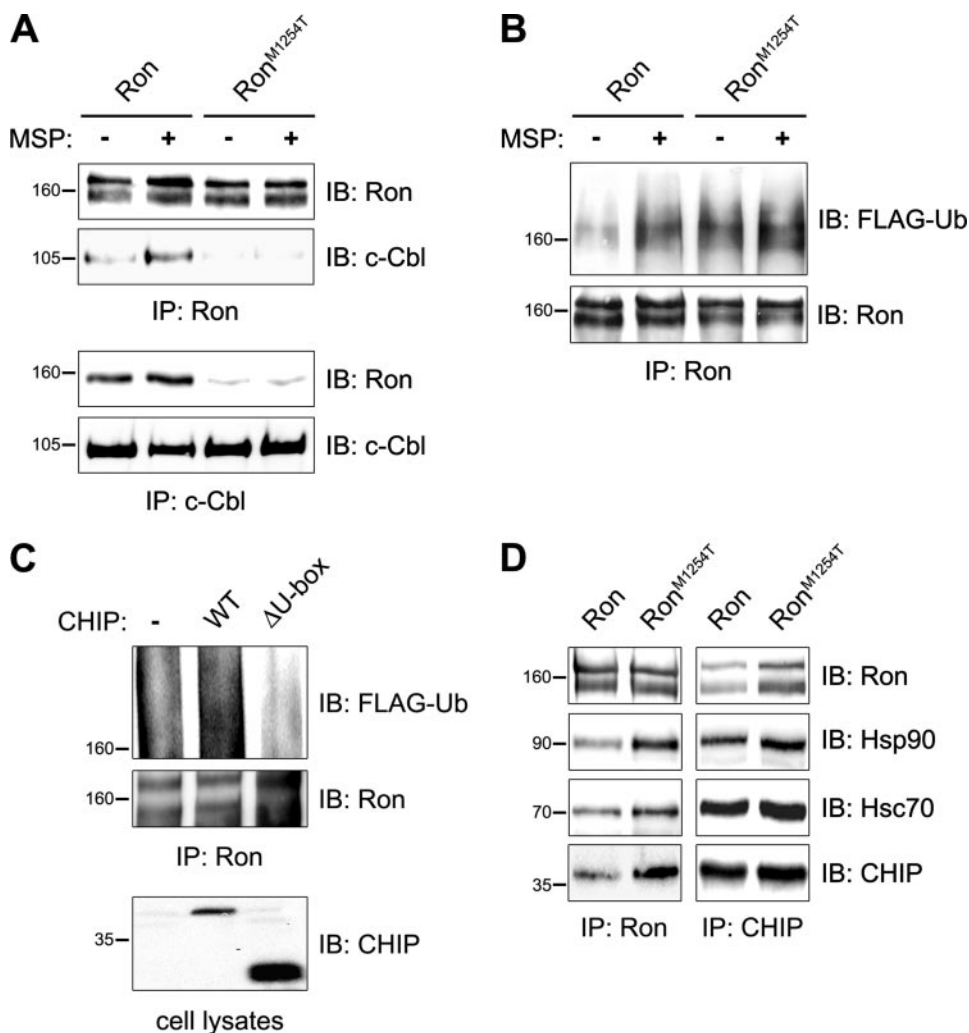 A
Ron Ron^M1254T
MSP: - + - +
160 IB: Ron
105 IB: c-Cbl
IP: Ron
160 IB: Ron
105 IB: c-Cbl
IP: c-Cbl
B
Ron Ron^M1254T
MSP: - + - +
160 IB: FLAG-Ub
160 IB: Ron
IP: Ron
C
CHIP: - WT ΔU-box
160 IB: FLAG-Ub
160 IB: Ron
IP: Ron
35 IB: CHIP
cell lysates
D
Ron Ron^M1254T Ron Ron^M1254T
160 IB: Ron
90 IB: Hsp90
70 IB: Hsc70
35 IB: CHIP
IP: Ron IP: CHIP